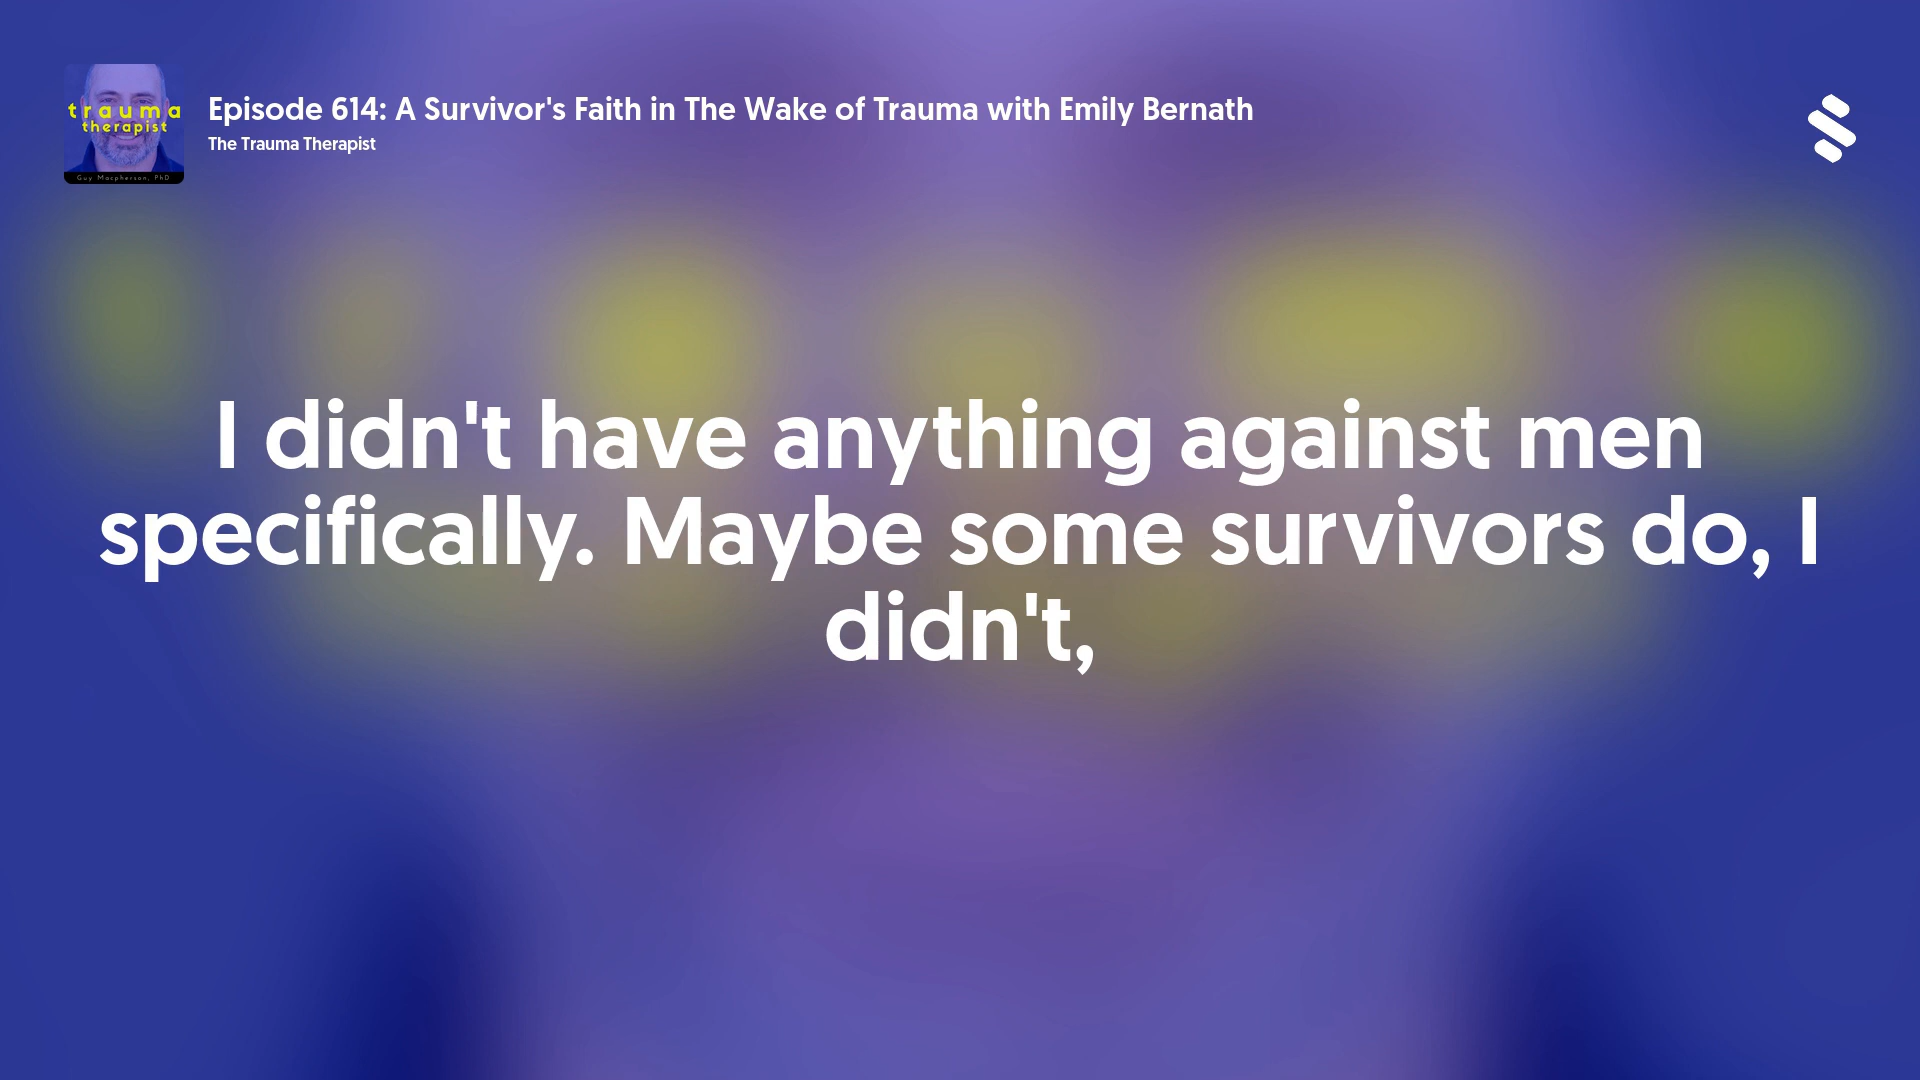 trauma
therapist
Guy Macpherson, PhD
Episode 614: A Survivor's Faith in The Wake of Trauma with Emily Bernath
The Trauma Therapist
I didn't have anything against men
specifically. Maybe some survivors do, I
didn't,